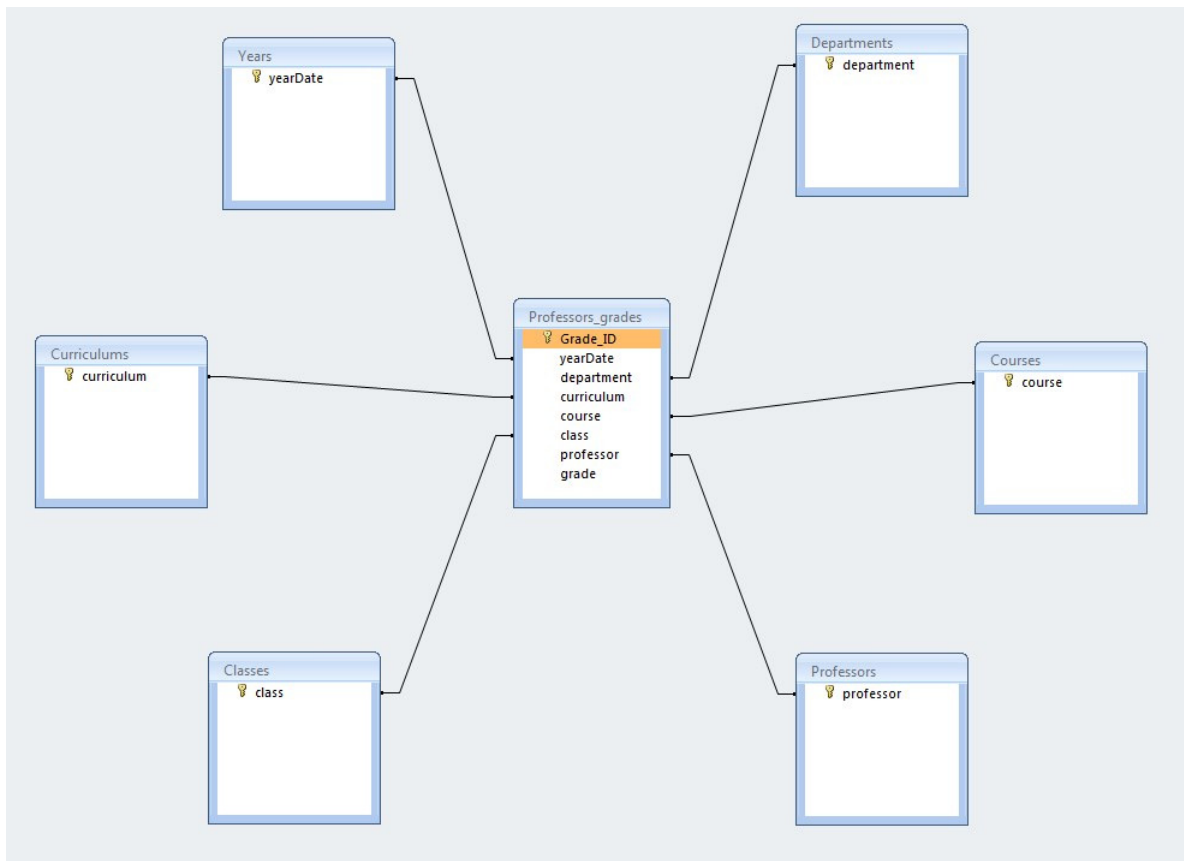 Years
yearDate
Departments
department
Curriculums
curriculum
Professors_grades
Grade_ID
yearDate
department
curriculum
course
class
professor
grade
Courses
course
Classes
class
Professors
professor